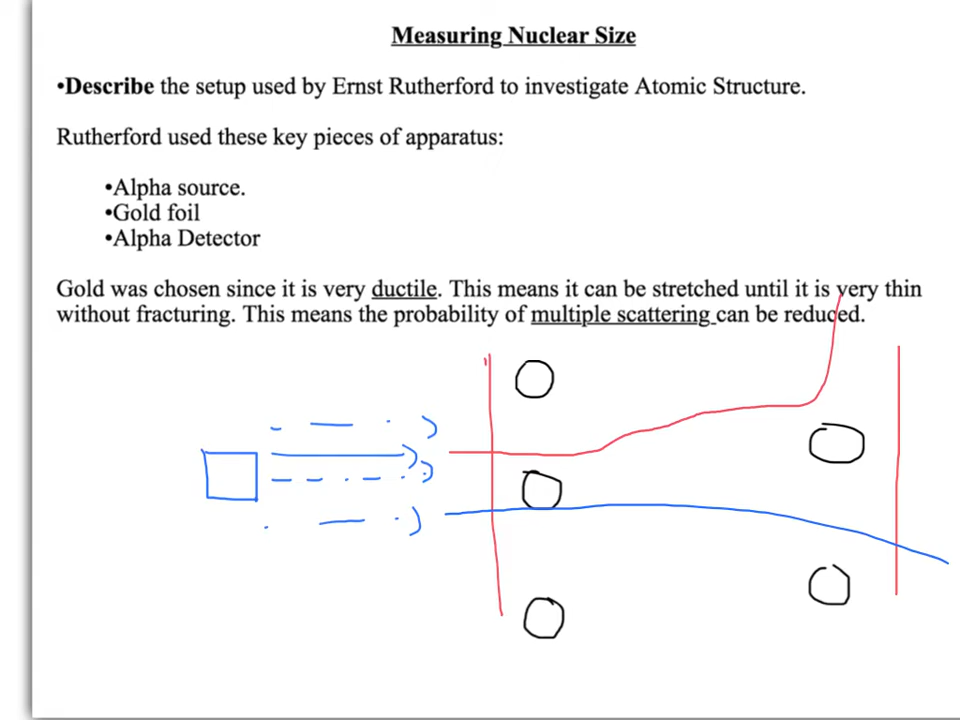 Measuring Nuclear Size
•Describe the setup used by Ernst Rutherford to investigate Atomic Structure.
Rutherford used these key pieces of apparatus:
•Alpha source.
•Gold foil
•Alpha Detector
Gold was chosen since it is very ductile. This means it can be stretched until it is very thin
without fracturing. This means the probability of multiple scattering can be reduced.